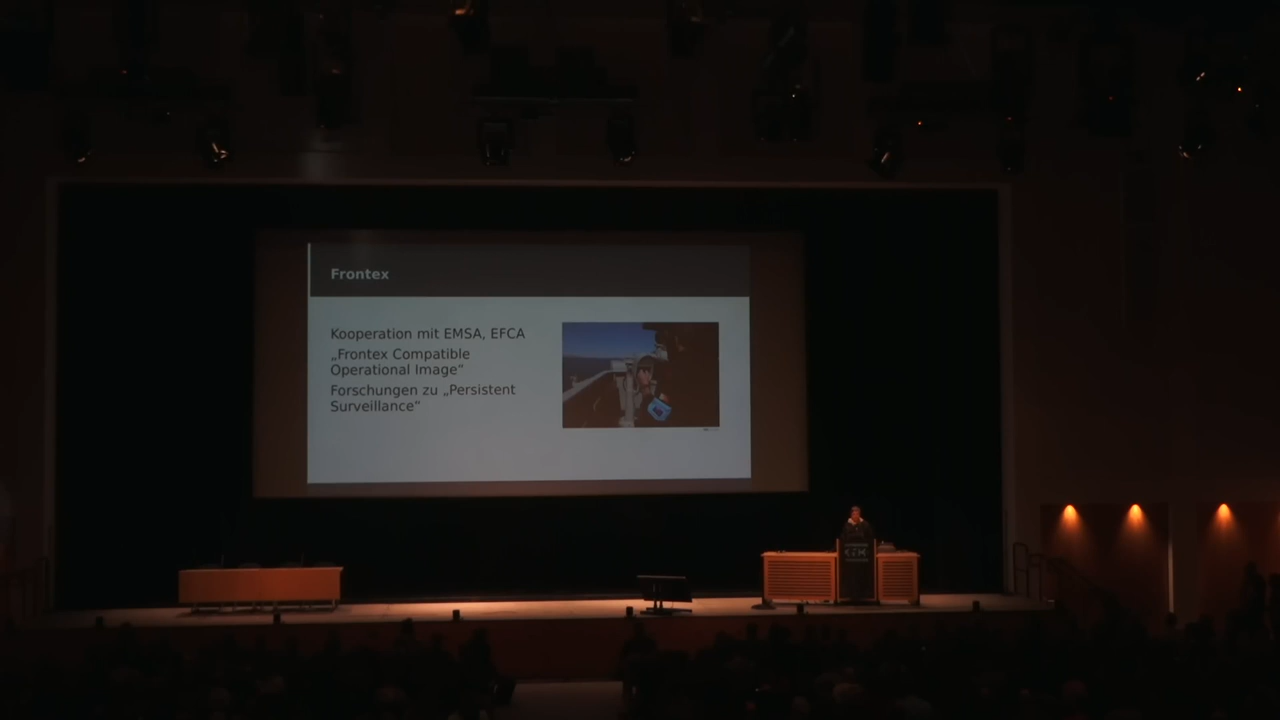 Frontex
Kooperation mit EMSA, EFCA
„Frontex Compatible
Operational Image“
Forschungen zu „Persistent
Surveillance“